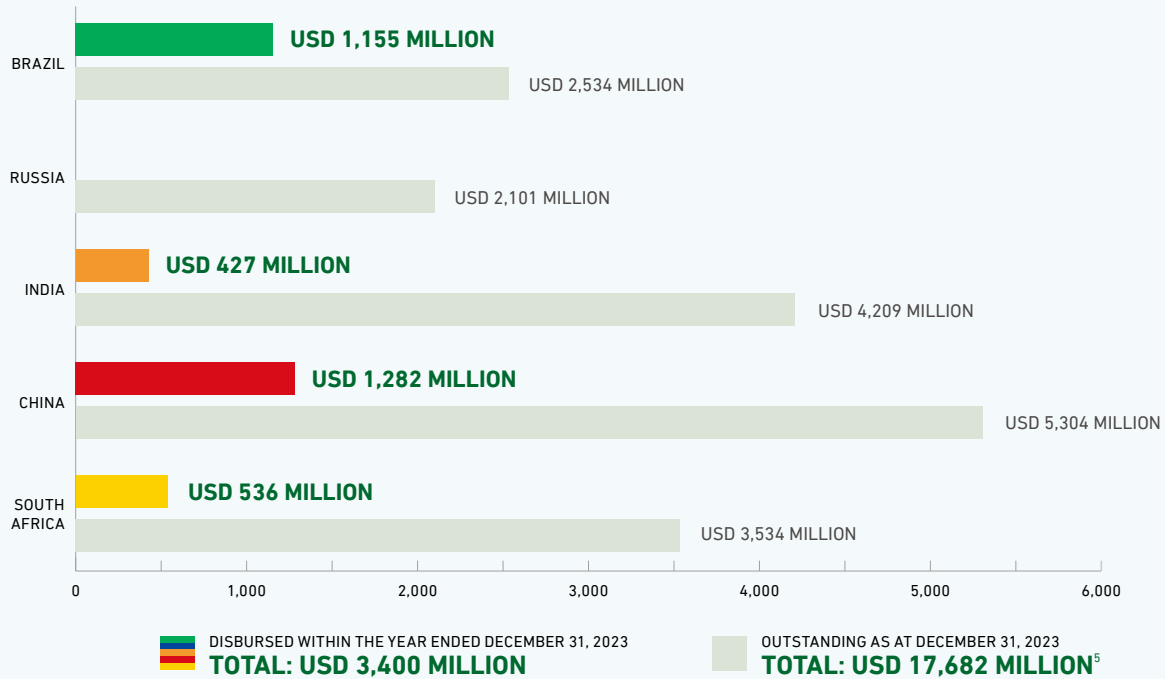 BRAZIL
USD 1,155 MILLION
USD 2,534 MILLION
RUSSIA
USD 2,101 MILLION
INDIA
USD 427 MILLION
USD 4,209 MILLION
CHINA
USD 1,282 MILLION
USD 5,304 MILLION
SOUTH
AFRICA
USD 536 MILLION
USD 3,534 MILLION
0 1,000 2,000 3,000 4,000 5,000 6,000
DISBURSED WITHIN THE YEAR ENDED DECEMBER 31, 2023
TOTAL: USD 3,400 MILLION
OUTSTANDING AS AT DECEMBER 31, 2023
TOTAL: USD 17,682 MILLION⁵